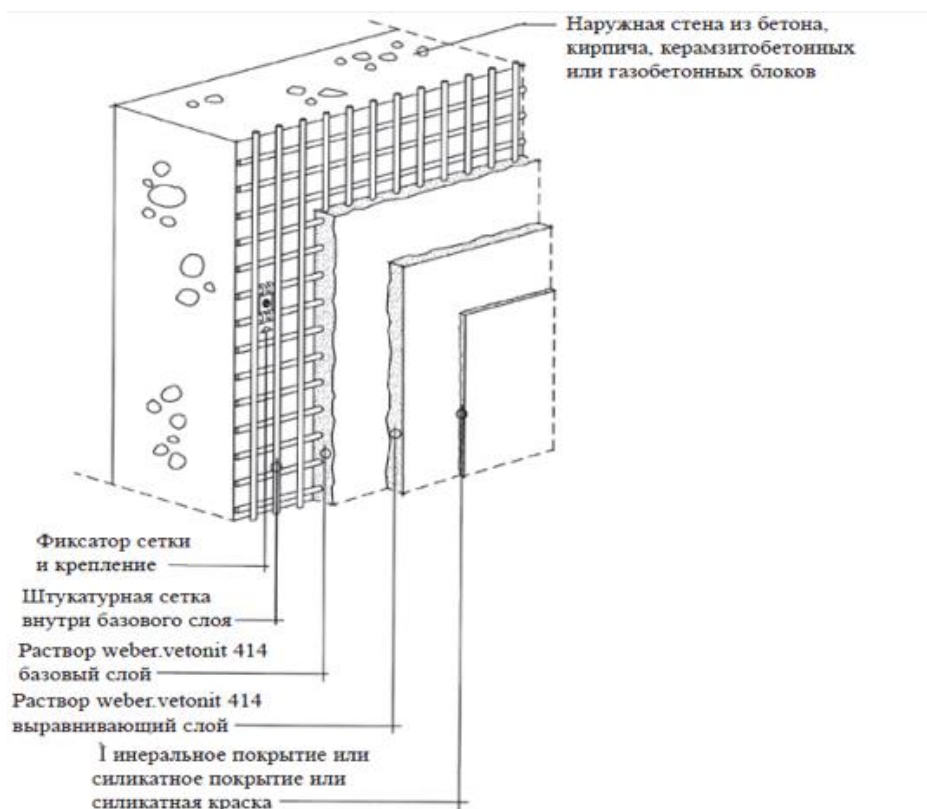 Наружная стена из бетона,
кирпича, керамзитобетонных
или газобетонных блоков
Фиксатор сетки
и крепление
Штукатурная сетка
внутри базового слоя
Раствор weber.vetonit 414
базовый слой
Раствор weber.vetonit 414
выравнивающий слой
Ì инеральное покрытие или
силикатное покрытие или
силикатная краска